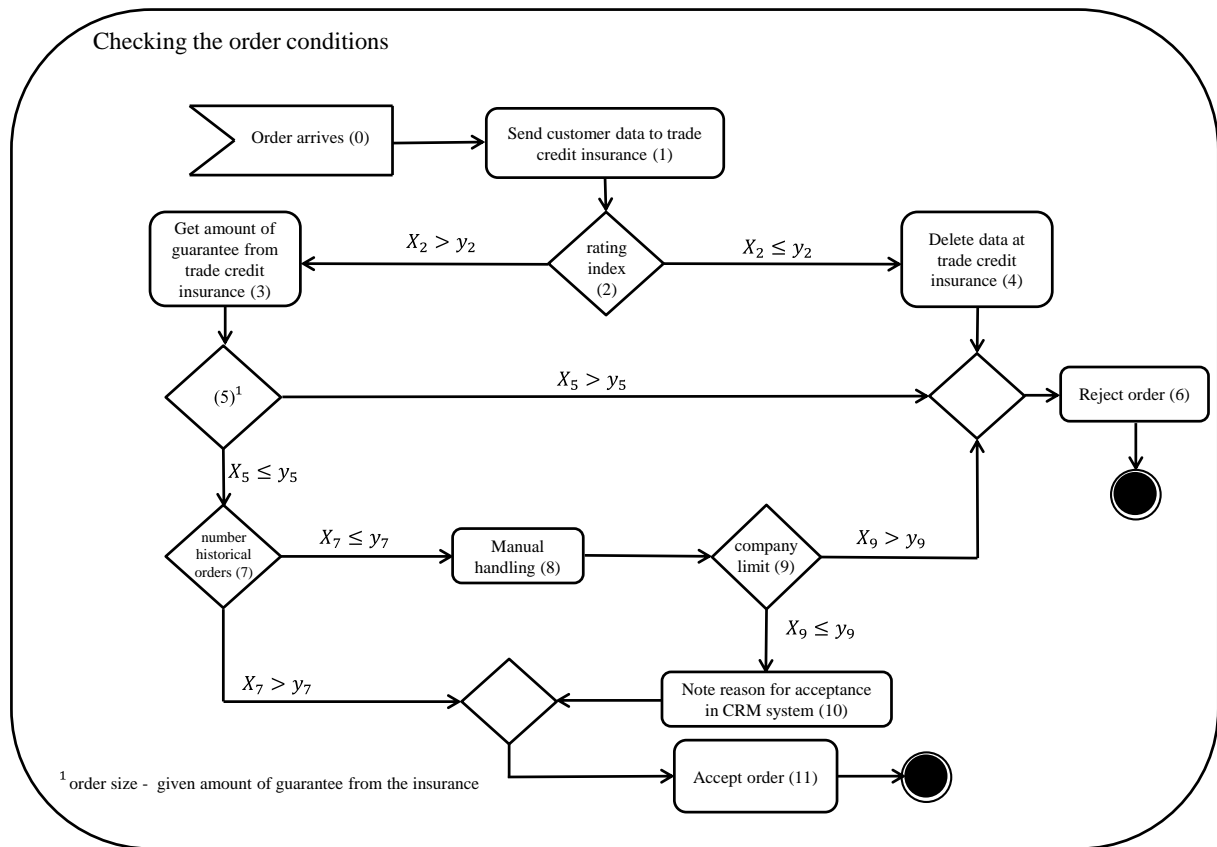 Checking the order conditions
Order arrives (0)
Send customer data to trade
credit insurance (1)
Get amount of
guarantee from
trade credit
insurance (3)
X₂ > y₂
rating
index
(2)
X₂ ≤ y₂
Delete data at
trade credit
insurance (4)
(5)¹
X₅ > y₅
Reject order (6)
X₅ ≤ y₅
number
historical
orders (7)
X₇ ≤ y₇
Manual
handling (8)
company
limit (9)
X₉ > y₉
X₉ ≤ y₉
X₇ > y₇
Note reason for acceptance
in CRM system (10)
Accept order (11)
¹ order size - given amount of guarantee from the insurance